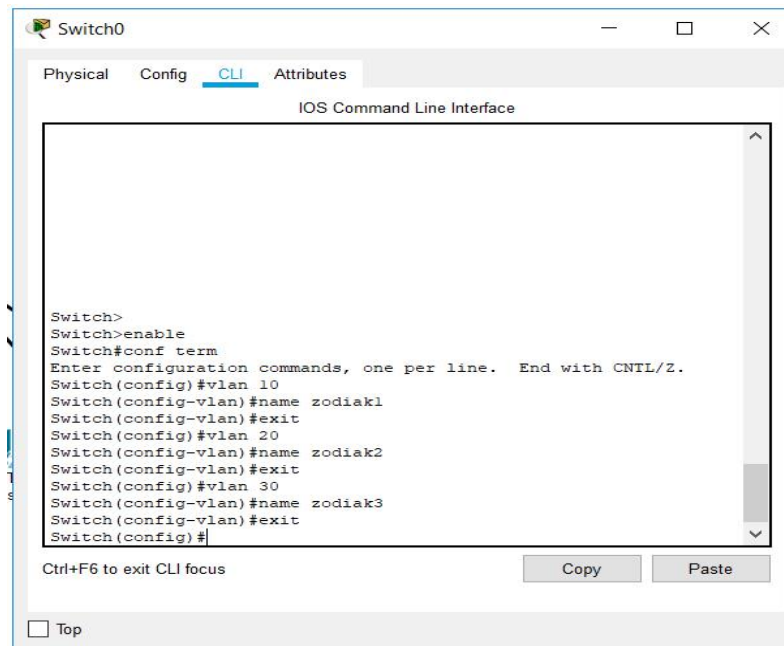 Switch0
Physical Config CLI Attributes
IOS Command Line Interface
Switch>
Switch>enable
Switch#conf term
Enter configuration commands, one per line.  End with CNTL/Z.
Switch(config)#vlan 10
Switch(config-vlan)#name zodiak1
Switch(config-vlan)#exit
Switch(config)#vlan 20
Switch(config-vlan)#name zodiak2
Switch(config-vlan)#exit
Switch(config)#vlan 30
Switch(config-vlan)#name zodiak3
Switch(config-vlan)#exit
Switch(config)#
Ctrl+F6 to exit CLI focus
Copy Paste
Top